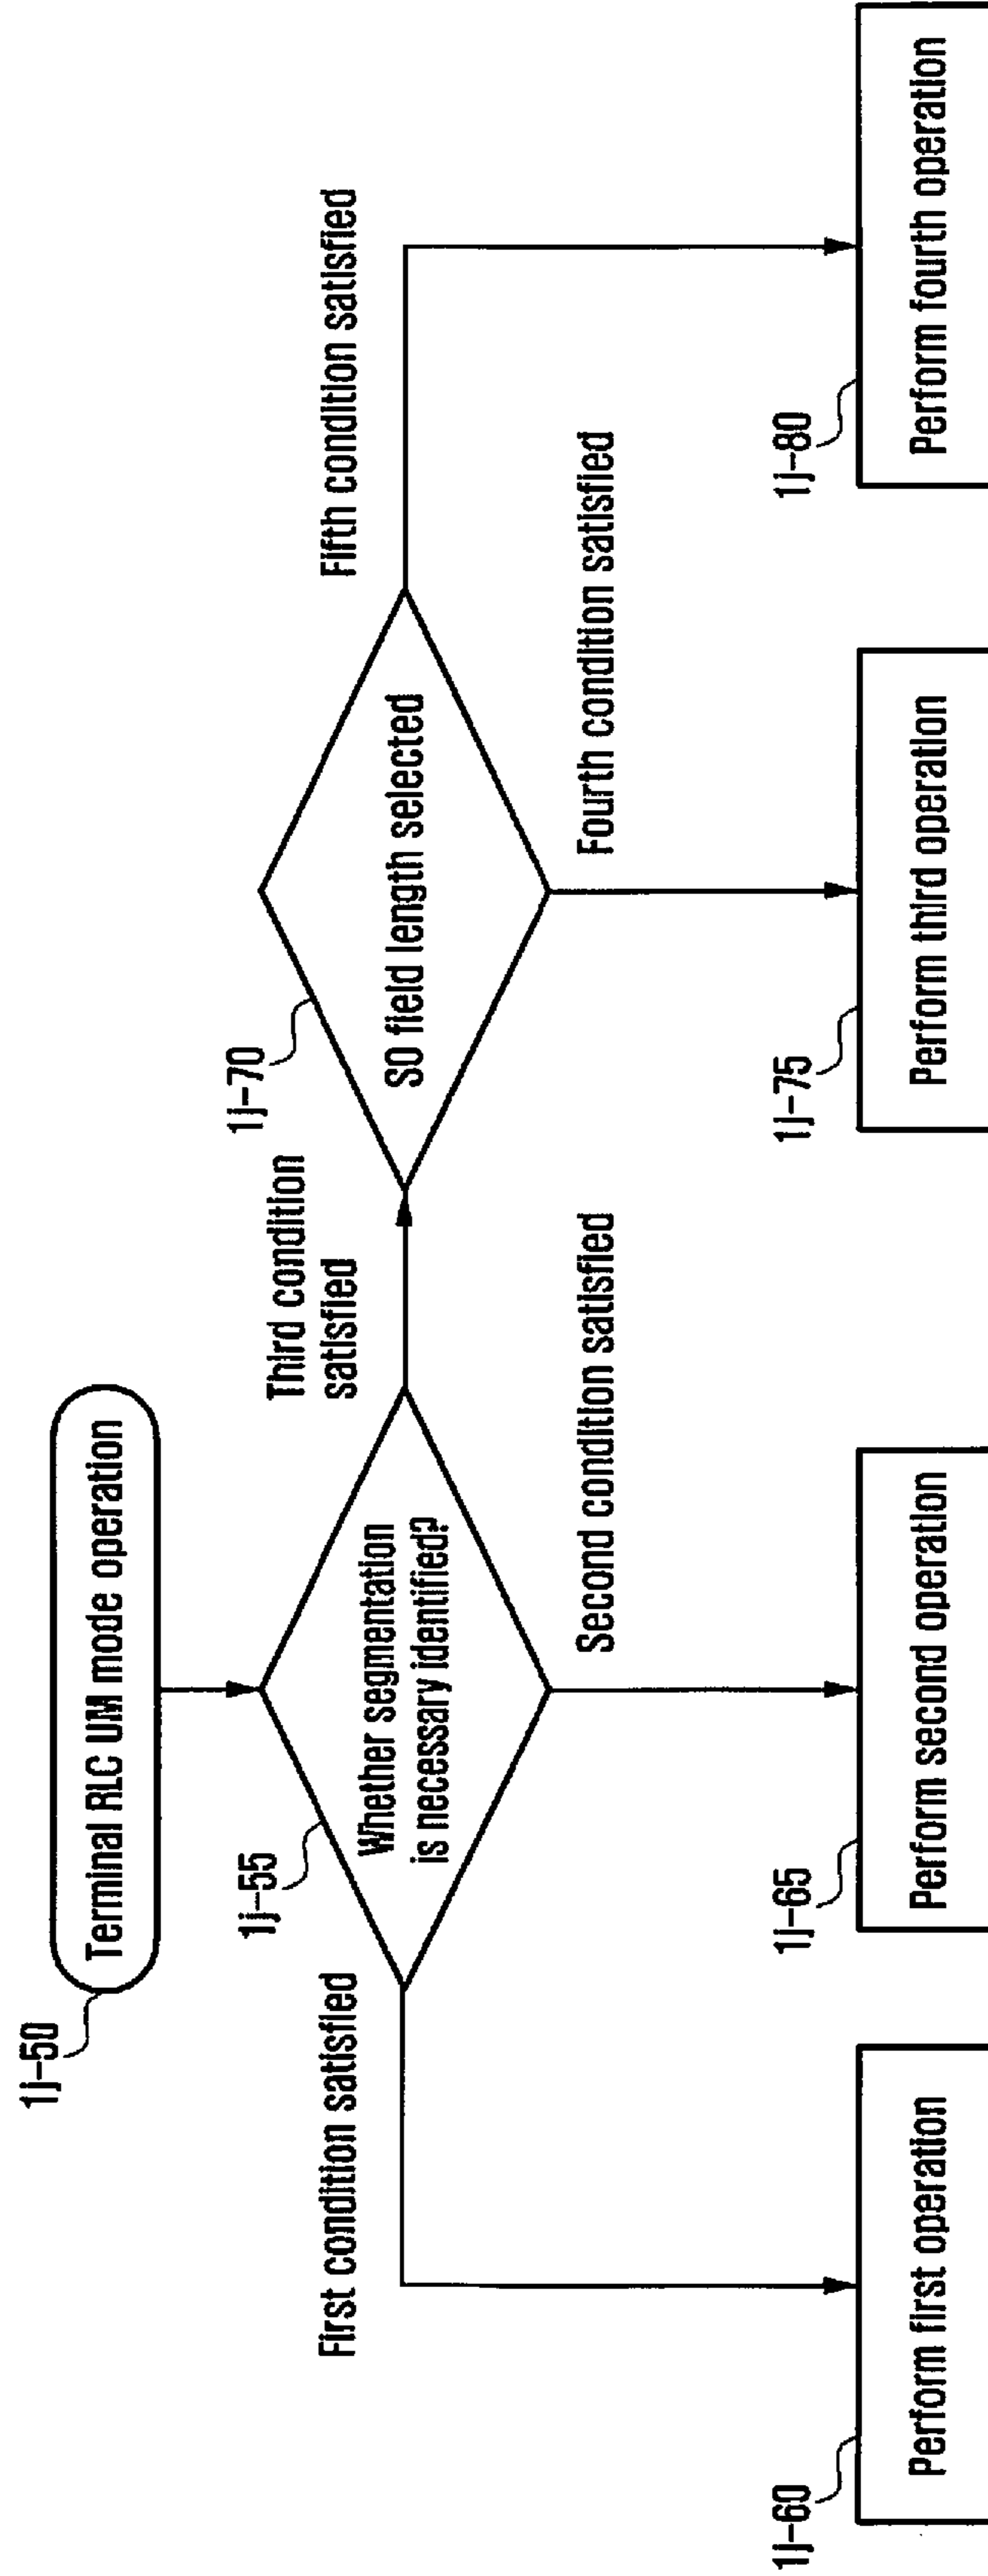 1j-50
Terminal RLC UM mode operation
1j-55
Whether segmentation
is necessary identified?
First condition satisfied
Second condition satisfied
Third condition
satisfied
1j-70
SO field length selected
Fourth condition satisfied
Fifth condition satisfied
1j-60
Perform first operation
1j-65
Perform second operation
1j-75
Perform third operation
1j-80
Perform fourth operation